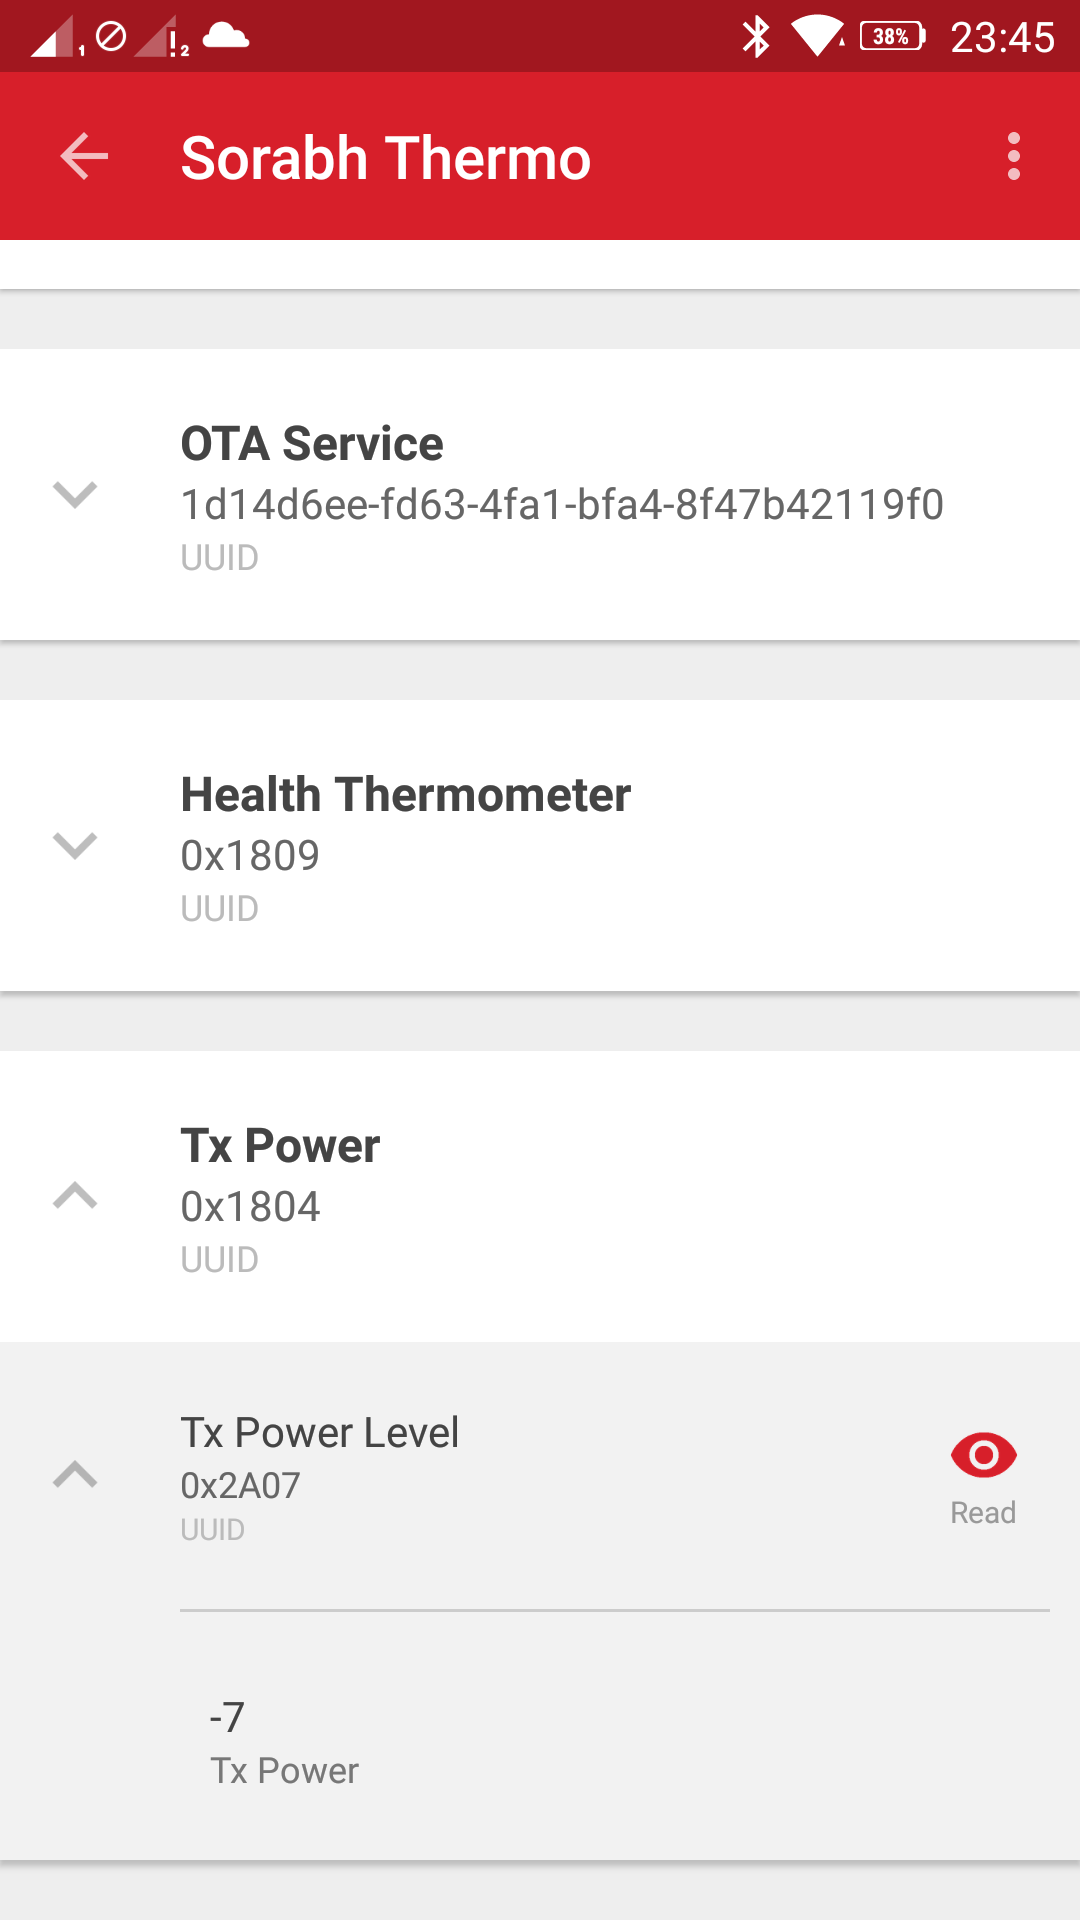 1 ! 2 38% 23:45
Sorabh Thermo
OTA Service
1d14d6ee-fd63-4fa1-bfa4-8f47b42119f0
UUID
Health Thermometer
0x1809
UUID
Tx Power
0x1804
UUID
Tx Power Level
0x2A07
UUID
Read
-7
Tx Power